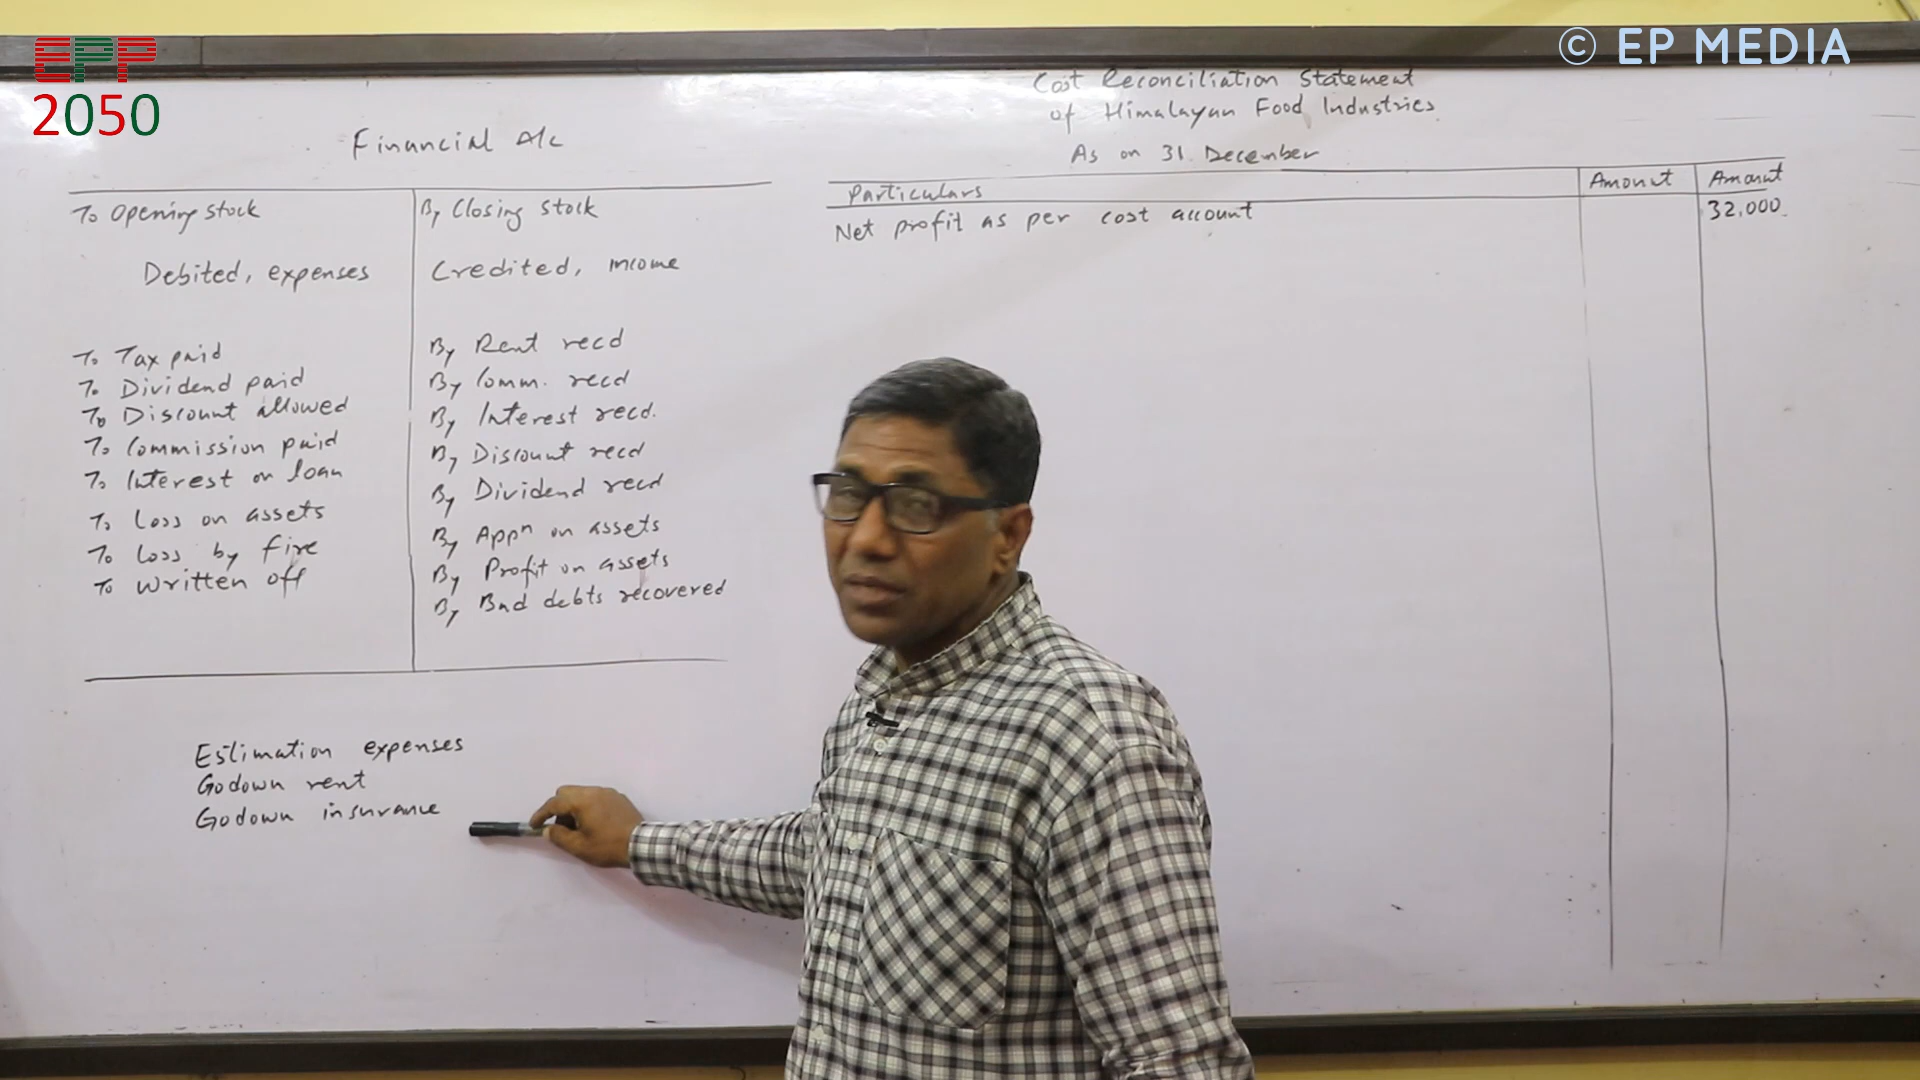 EPP
2050
© EP MEDIA
Financial A/c
To Opening stock
Debited, expenses
To Tax paid
To Dividend paid
To Discount allowed
To Commission paid
To Interest on loan
To Loss on assets
To Loss by fire
To Written off
By Closing stock
Credited, income
By Rent recd
By Comm. recd
By Interest recd.
By Discount recd
By Dividend recd
By Appn on assets
By Profit on assets
By Bad debts recovered
Estimation expenses
Godown rent
Godown insurance
Cost Reconciliation Statement
of Himalayan Food Industries
As on 31 December
Particulars Amount Amount
Net profit as per cost account 32,000